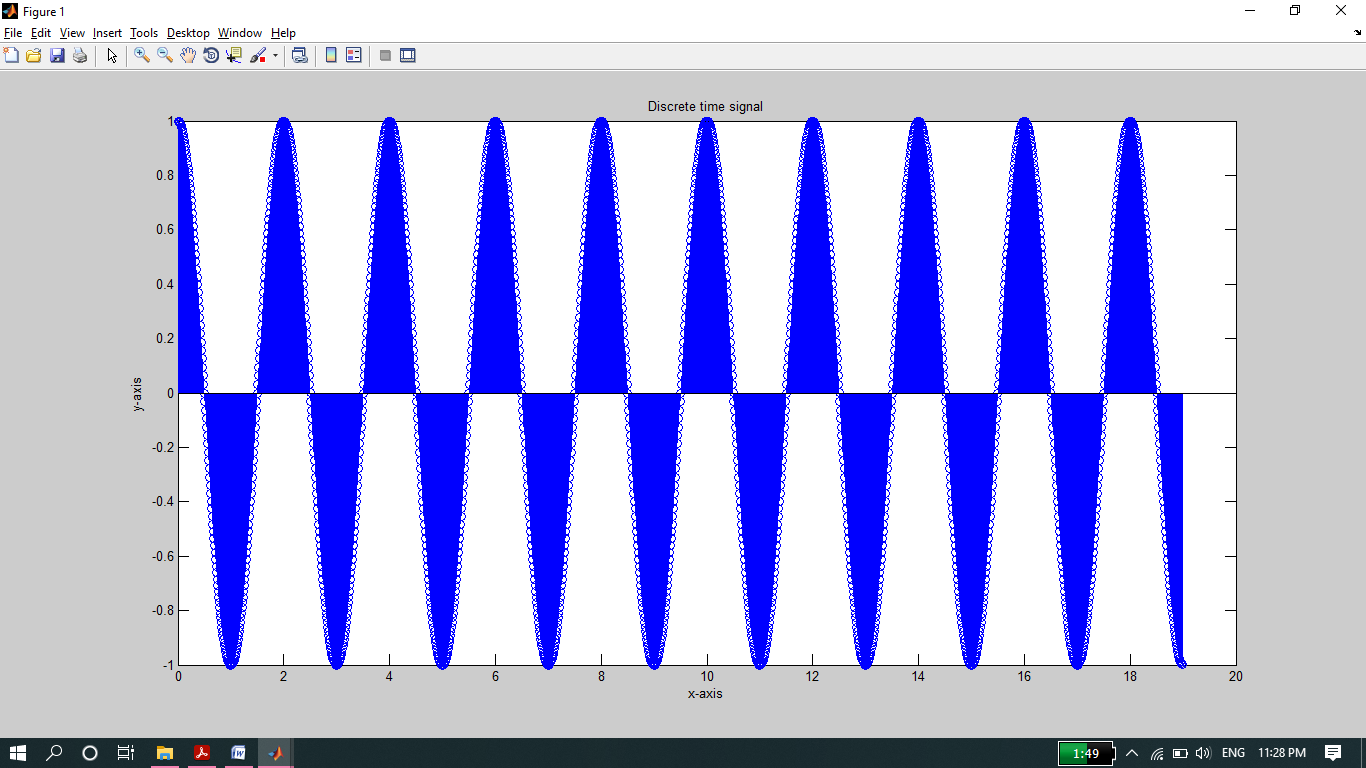 Figure 1
File Edit View Insert Tools Desktop Window Help
Discrete time signal
1
0.8
0.6
0.4
0.2
0
-0.2
-0.4
-0.6
-0.8
-1
y-axis
0 2 4 6 8 10 12 14 16 18 20
x-axis
1:49 ENG 11:28 PM